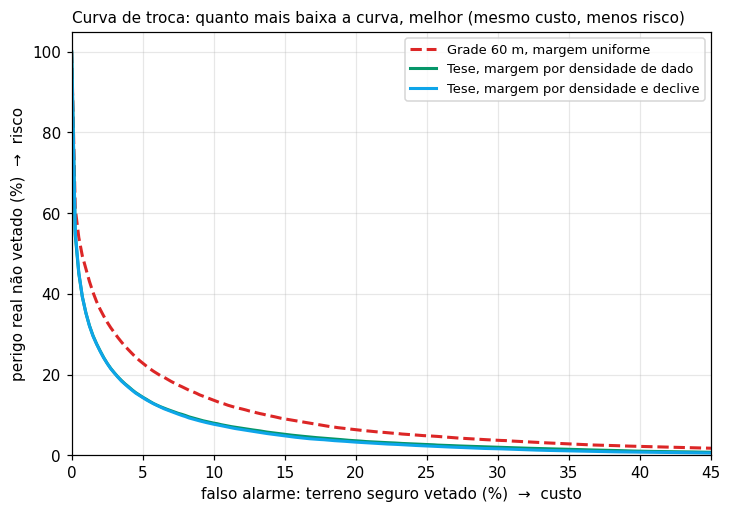 Curva de troca: quanto mais baixa a curva, melhor (mesmo custo, menos risco)
perigo real não vetado (%) → risco
100
80
60
40
20
0
Grade 60 m, margem uniforme
Tese, margem por densidade de dado
Tese, margem por densidade e declive
0 5 10 15 20 25 30 35 40 45
falso alarme: terreno seguro vetado (%) → custo